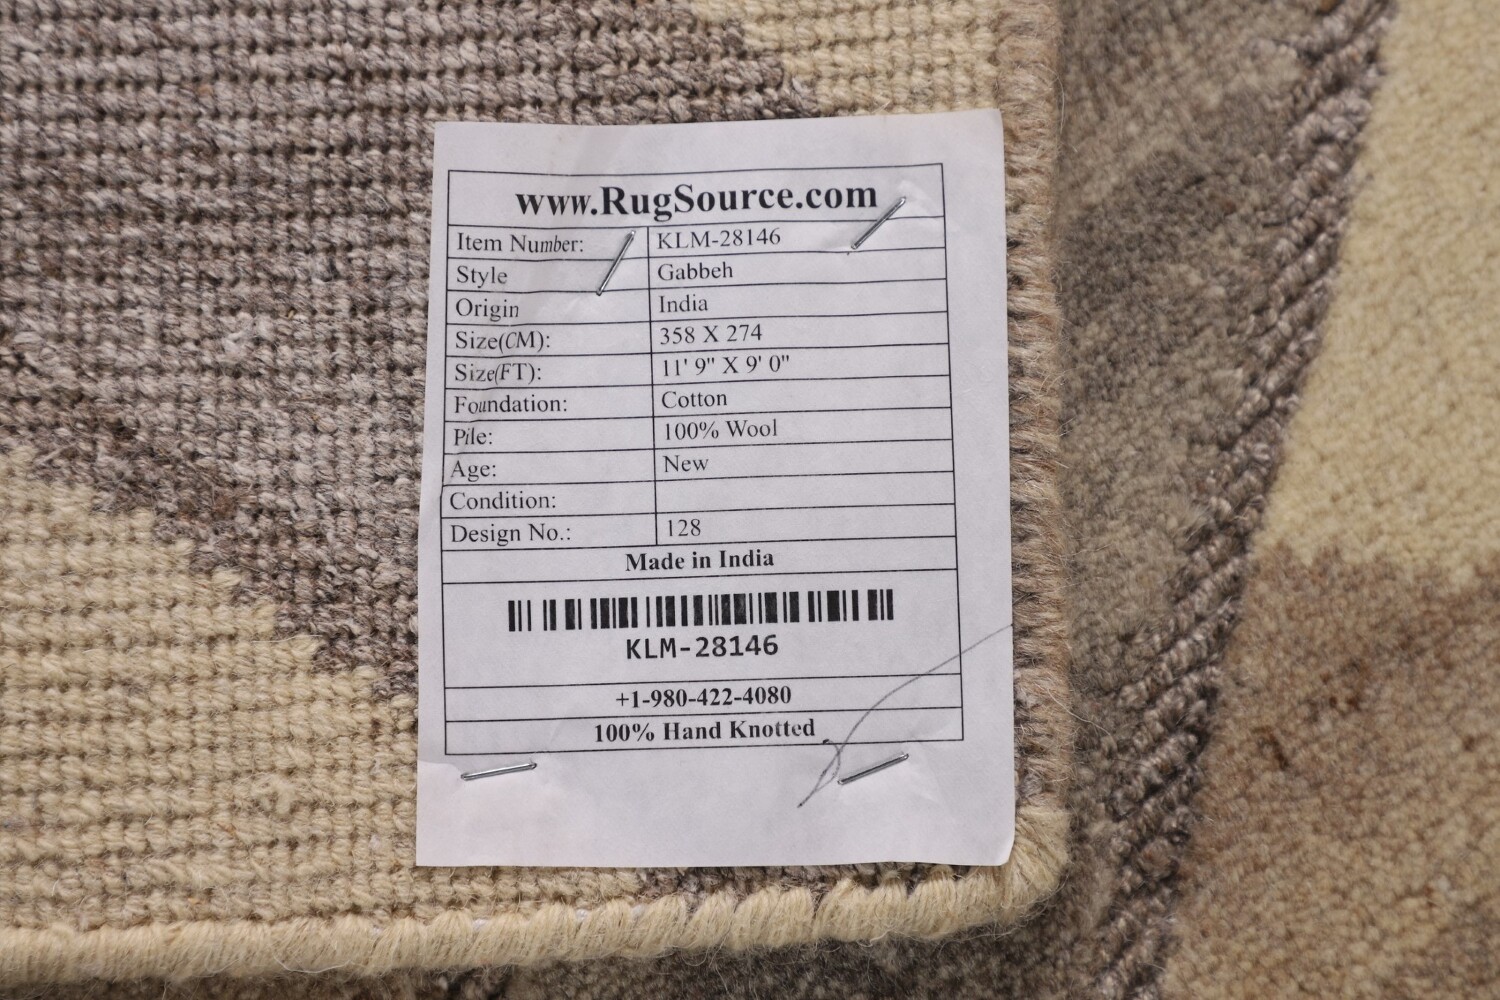 www.RugSource.com
Item Number: KLM-28146
Style Gabbeh
Origin India
Size(CM): 358 X 274
Size(FT): 11' 9" X 9' 0"
Foundation: Cotton
Pile: 100% Wool
Age: New
Condition:
Design No.: 128
Made in India
KLM-28146
+1-980-422-4080
100% Hand Knotted